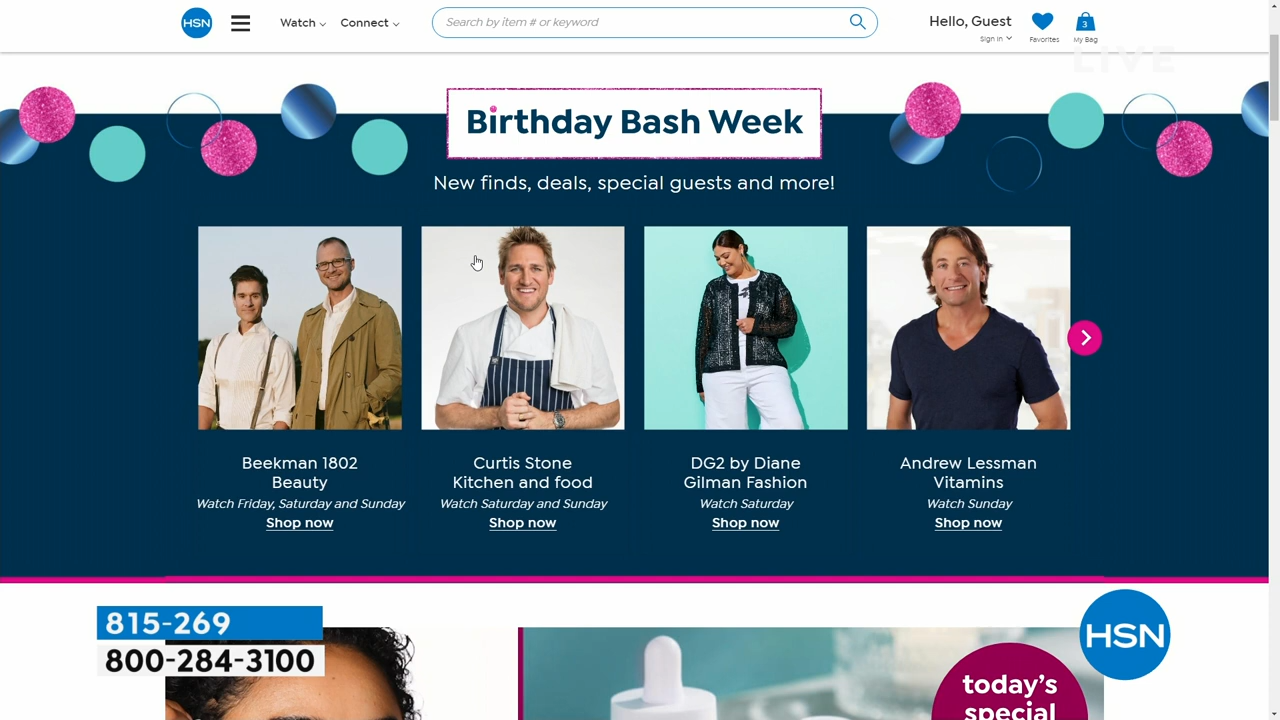 HSN
Watch
Connect
Search by item # or keyword
Hello, Guest
Sign in
Favorites
3
My Bag
LIVE
Birthday Bash Week
New finds, deals, special guests and more!
Beekman 1802
Beauty
Watch Friday, Saturday and Sunday
Shop now
Curtis Stone
Kitchen and food
Watch Saturday and Sunday
Shop now
DG2 by Diane
Gilman Fashion
Watch Saturday
Shop now
Andrew Lessman
Vitamins
Watch Sunday
Shop now
815-269
800-284-3100
HSN
today's
special